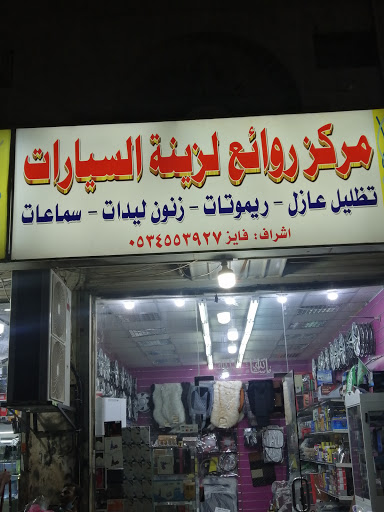 مركز روائع لزينة السيارات
تظليل عازل - ريموتات - زنون ليدات - سماعات
اشراف: فايز ٠٥٣٤٥٥٣٩٢٧